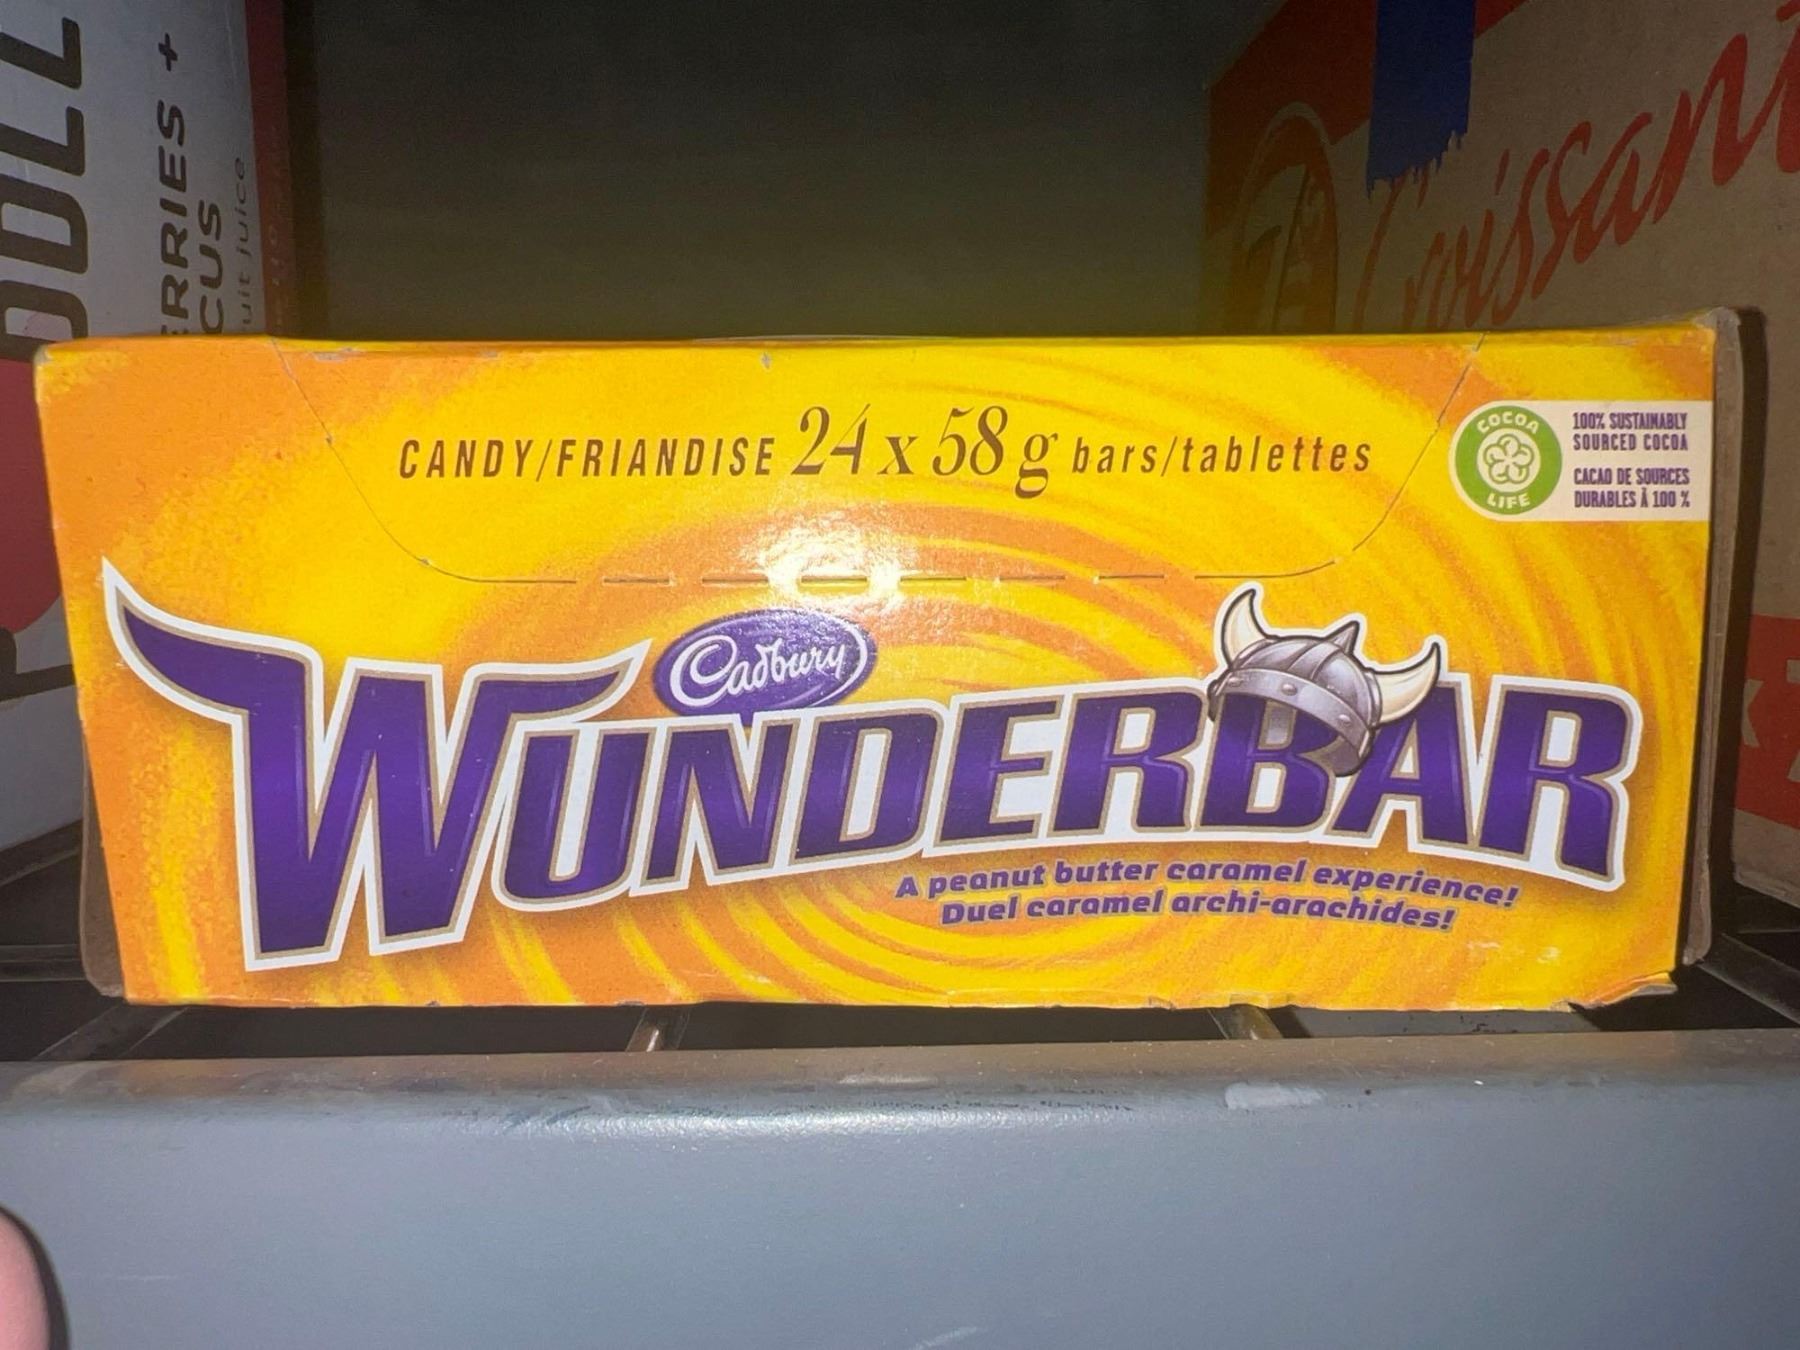 RRIES +
CUS
uit juice
Croissant
CANDY/FRIANDISE 24 x 58 g bars/tablettes
COCOA
LIFE
100% SUSTAINABLY
SOURCED COCOA
CACAO DE SOURCES
DURABLES À 100 %
Cadbury
WUNDERBAR
A peanut butter caramel experience!
Duel caramel archi-arachides!